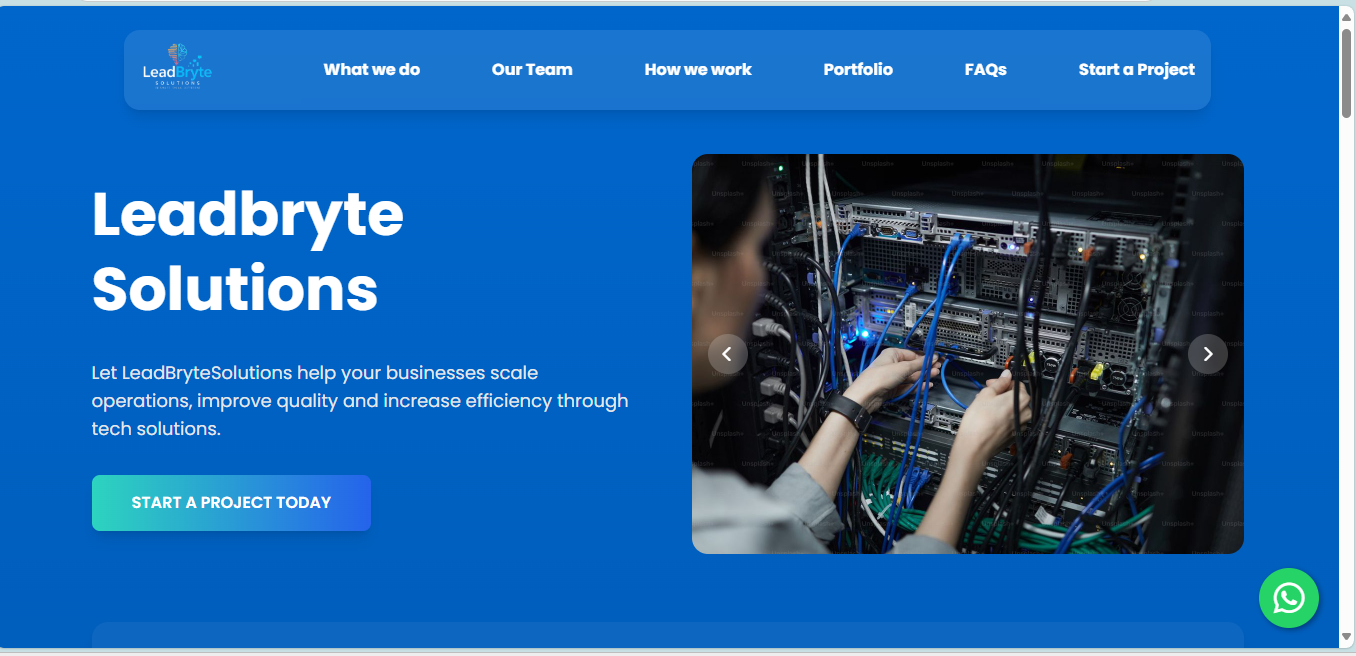 LeadBryte
SOLUTIONS
What we do
Our Team
How we work
Portfolio
FAQs
Start a Project
Leadbryte
Solutions
Let LeadBryteSolutions help your businesses scale
operations, improve quality and increase efficiency through
tech solutions.
START A PROJECT TODAY
Unsplash+